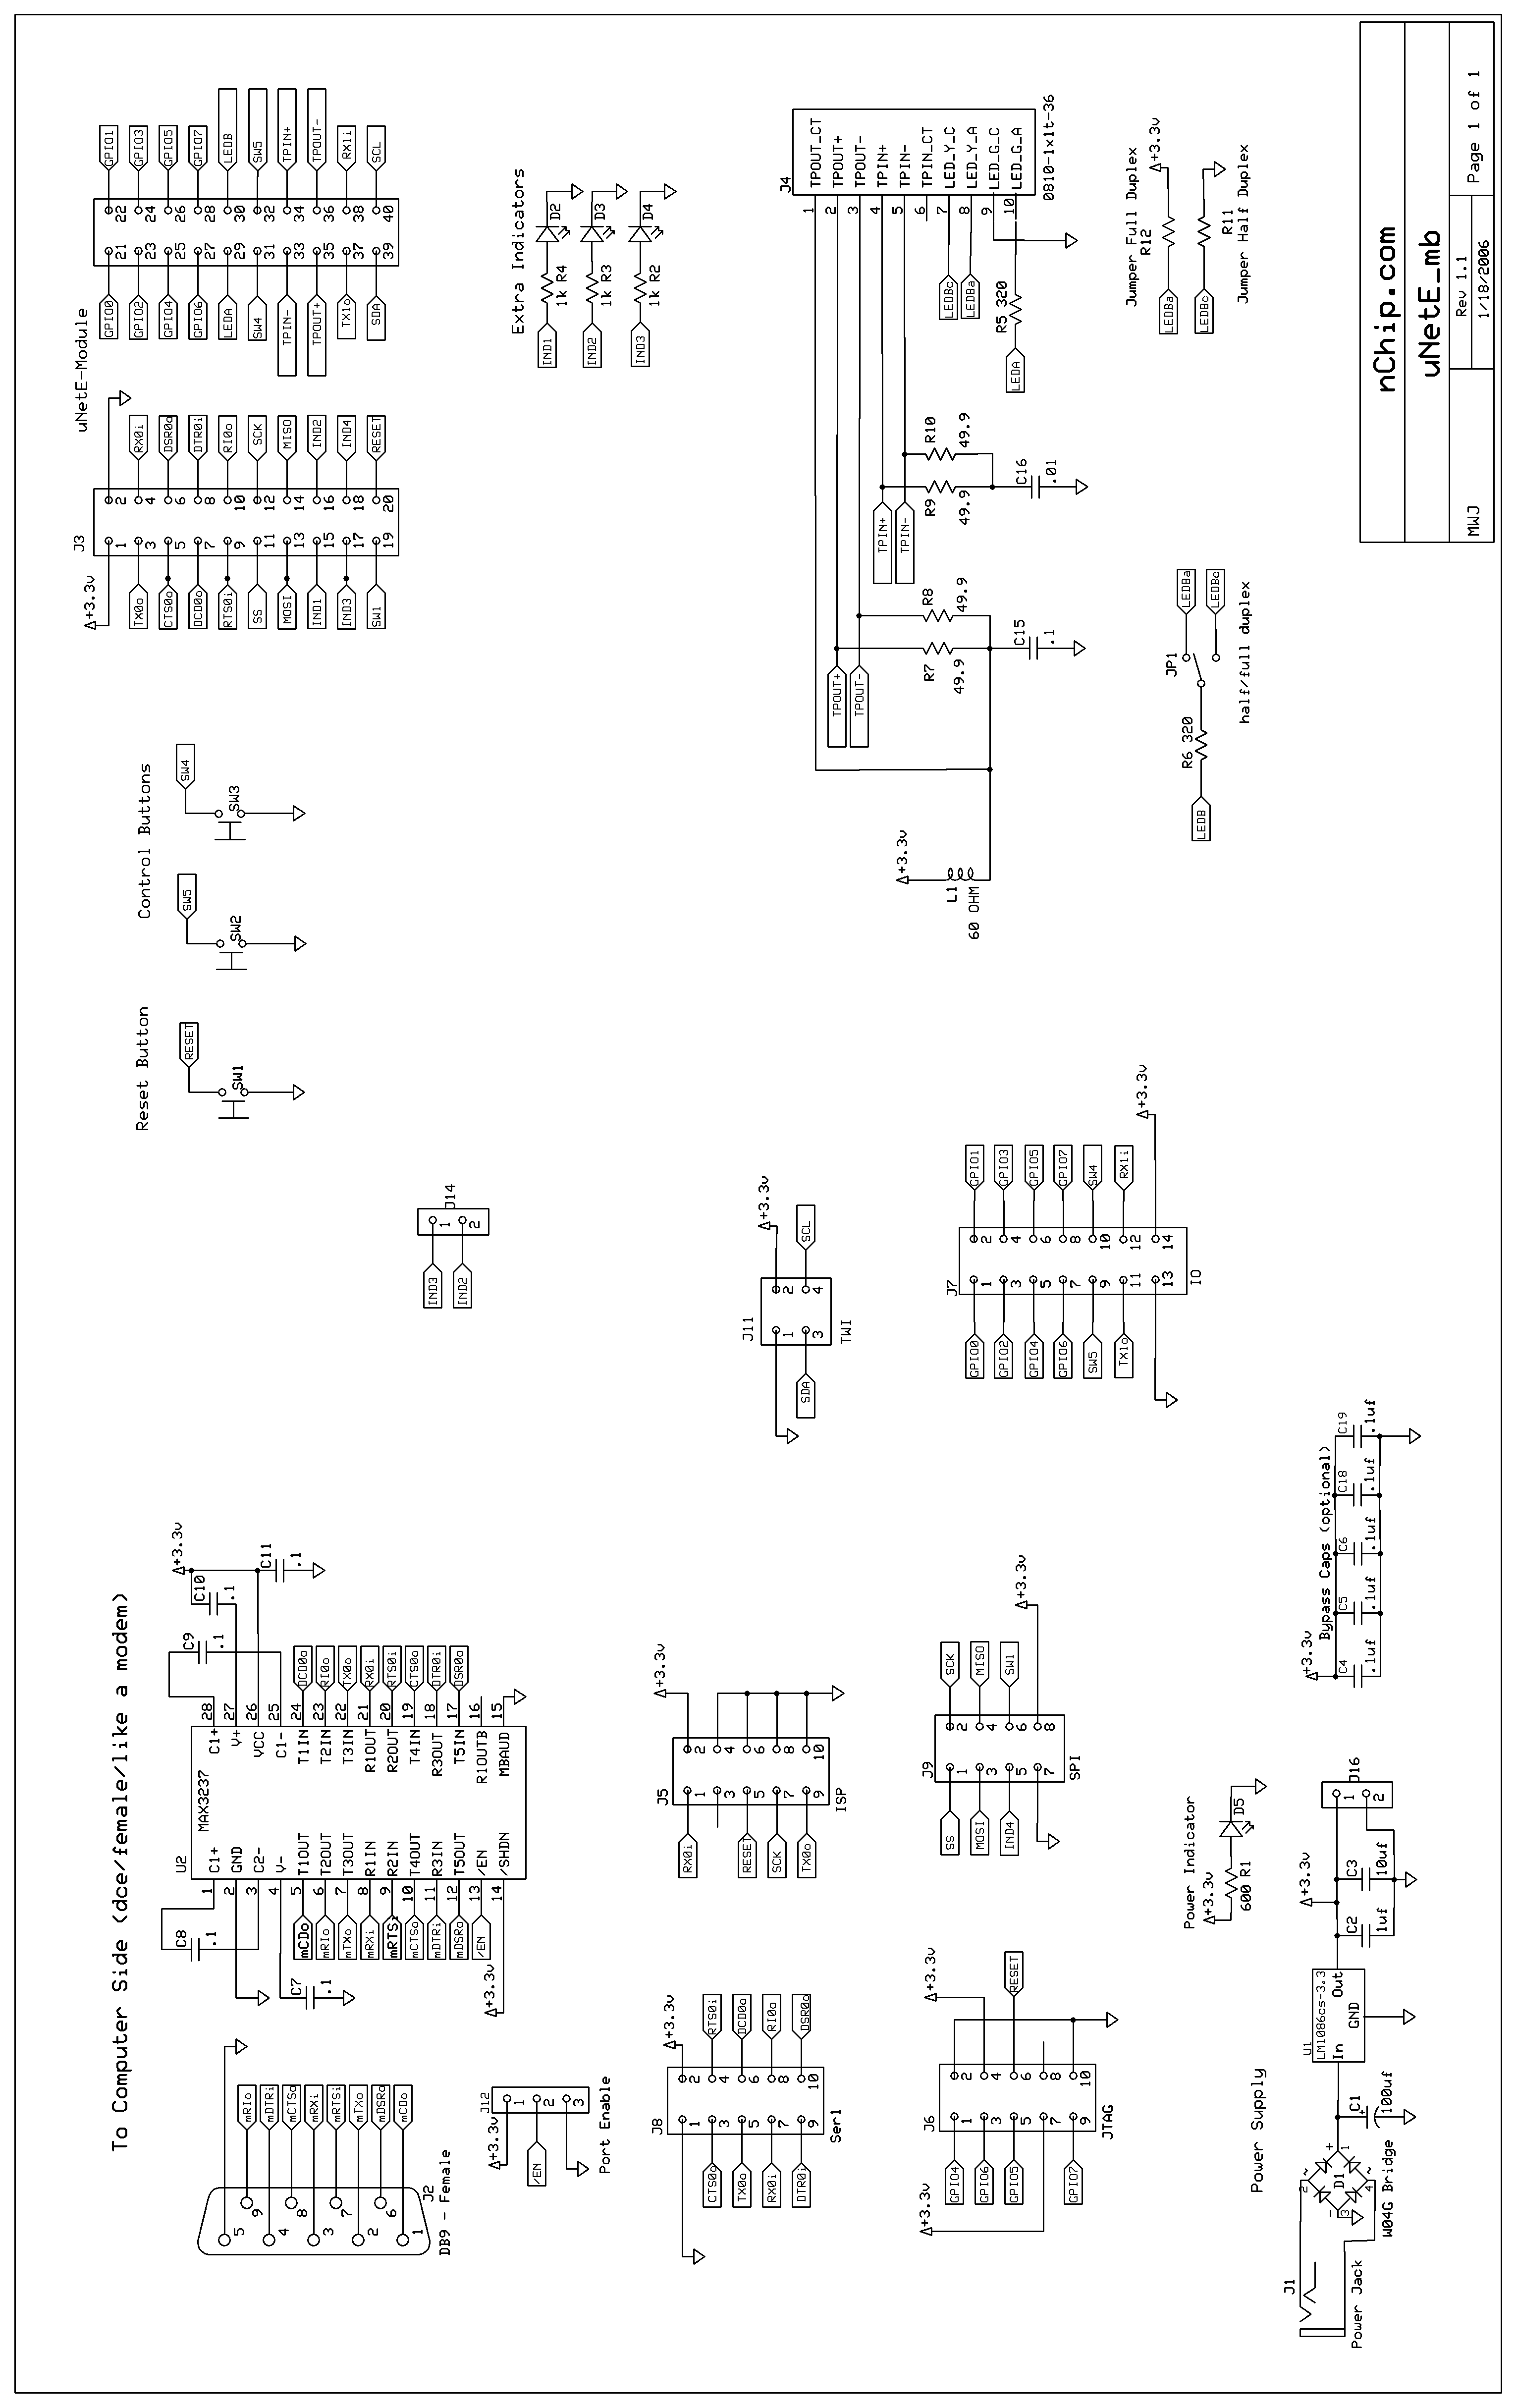 To Computer Side (dce/female/like a modem)
J2
DB9 - Female
5
9
4
8
3
7
2
6
1
mRIo
mDTRi
mCTSo
mRXi
mRTSi
mTXo
mDSRo
mCDo
J12
+3.3v
1
2
3
/EN
Port Enable
U2
MAX3237
1 C1+
2 GND
3 C2-
4 V-
5 T1OUT
6 T2OUT
7 T3OUT
8 R1IN
9 R2IN
10 T4OUT
11 R3IN
12 T5OUT
13 /EN
14 /SHDN
C1+ 28
V+ 27
VCC 26
C1- 25
T1IN 24
T2IN 23
T3IN 22
R1OUT 21
R2OUT 20
T4IN 19
R3OUT 18
T5IN 17
R1OUTB 16
MBAUD 15
mCDo
mRIo
mTXo
mRXi
mRTSi
mCTSo
mDTRi
mDSRo
/EN
+3.3v
DCD0o
RI0o
TX0o
RX0i
RTS0i
CTS0o
DTR0i
DSR0o
C8
.1
C7
.1
C9
.1
C10
.1
C11
.1
+3.3v
Reset Button
RESET
SW1
Control Buttons
SW5
SW2
SW4
SW3
uNetE-Module
J3
+3.3v
TX0o 3 4 RX0i
CTS0o 5 6 DSR0o
DCD0o 7 8 DTR0i
RTS0i 9 10 RI0o
SS 11 12 SCK
MOSI 13 14 MISO
IND1 15 16 IND2
IND3 17 18 IND4
SW1 19 20 RESET
1 2
GPIO0 21 22 GPIO1
GPIO2 23 24 GPIO3
GPIO4 25 26 GPIO5
GPIO6 27 28 GPIO7
LEDA 29 30 LEDB
SW4 31 32 SW5
TPIN- 33 34 TPIN+
TPOUT+ 35 36 TPOUT-
TX1o 37 38 RX1i
SDA 39 40 SCL
J14
IND3 1
IND2 2
Extra Indicators
IND1 1k R4 D2
IND2 1k R3 D3
IND3 1k R2 D4
J8
+3.3v
1 2
CTS0o 3 4 RTS0i
TX0o 5 6 DCD0o
RX0i 7 8 RI0o
DTR0i 9 10 DSR0o
Ser1
J5
+3.3v
RX0i 1 2
3 4
RESET 5 6
SCK 7 8
TX0o 9 10
ISP
J11
+3.3v
1 2
SDA 3 4 SCL
TWI
J4
1 TPOUT_CT
2 TPOUT+
3 TPOUT-
4 TPIN+
5 TPIN-
6 TPIN_CT
7 LED_Y_C
8 LED_Y_A
9 LED_G_C
10 LED_G_A
0810-1x1t-36
TPOUT+
TPOUT-
TPIN+
TPIN-
LEDBc
LEDBa
LEDA
R5 320
R7
49.9
R8
49.9
R9
49.9
R10
49.9
C15
.1
C16
.01
+3.3v
L1
60 OHM
J6
+3.3v
+3.3v
RESET
GPIO4 1 2
GPIO6 3 4
GPIO5 5 6
7 8
GPIO7 9 10
JTAG
J9
SS 1 2 SCK
MOSI 3 4 MISO
IND4 5 6 SW1
7 8
+3.3v
SPI
J7
GPIO0 1 2 GPIO1
GPIO2 3 4 GPIO3
GPIO4 5 6 GPIO5
GPIO6 7 8 GPIO7
SW5 9 10 SW4
TX1o 11 12 RX1i
13 14
+3.3v
IO
Jumper Full Duplex
LEDBa
R12
+3.3v
LEDBc
R11
Jumper Half Duplex
JP1
LEDB
R6 320
LEDBa
LEDBc
half/full duplex
Power Indicator
+3.3v
600 R1
D5
Power Supply
J1
Power Jack
D1
W04G Bridge
~ 2
+ 1
- 3
~ 4
C1
+
100uf
U1
LM1086cs-3.3
In
Out
GND
+3.3v
C2
1uf
C3
10uf
J16
1
2
+3.3v
Bypass Caps (optional)
C4
.1uf
C5
.1uf
C6
.1uf
C18
.1uf
C19
.1uf
nChip.com
uNetE_mb
MWJ
Rev 1.1
1/18/2006
Page 1 of 1